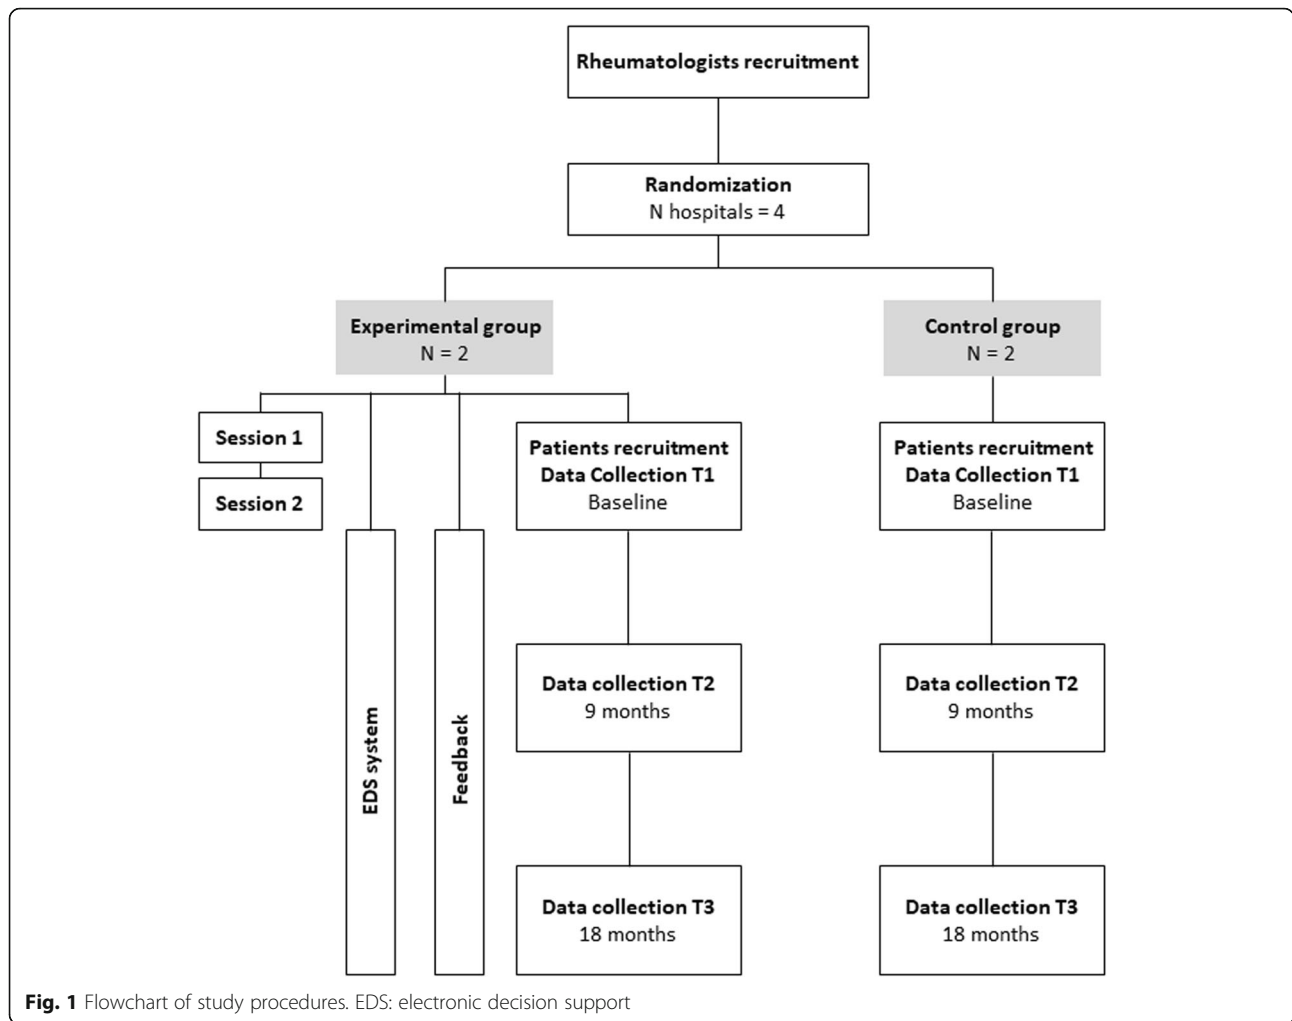 Rheumatologists recruitment
Randomization
N hospitals = 4
Experimental group
N = 2
Control group
N = 2
Session 1
Session 2
EDS system
Feedback
Patients recruitment
Data Collection T1
Baseline
Data collection T2
9 months
Data collection T3
18 months
Patients recruitment
Data Collection T1
Baseline
Data collection T2
9 months
Data collection T3
18 months
Fig. 1 Flowchart of study procedures. EDS: electronic decision support